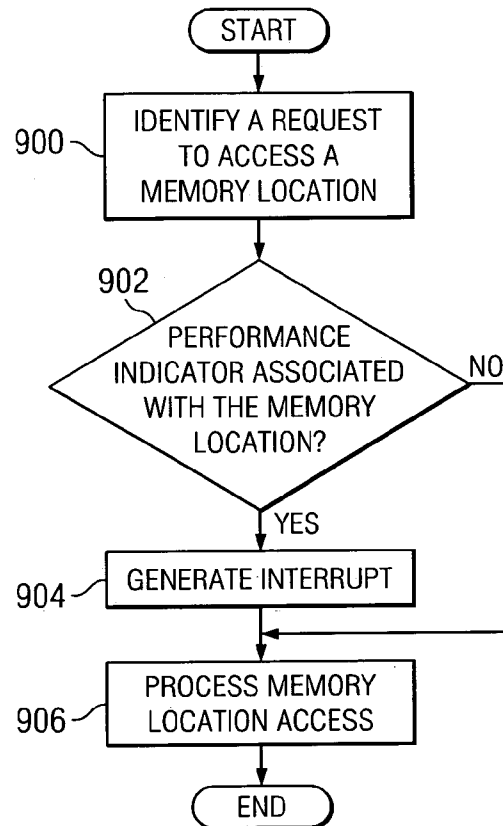 START
900
IDENTIFY A REQUEST
TO ACCESS A
MEMORY LOCATION
902
PERFORMANCE
INDICATOR ASSOCIATED
WITH THE MEMORY
LOCATION?
NO
YES
904
GENERATE INTERRUPT
906
PROCESS MEMORY
LOCATION ACCESS
END